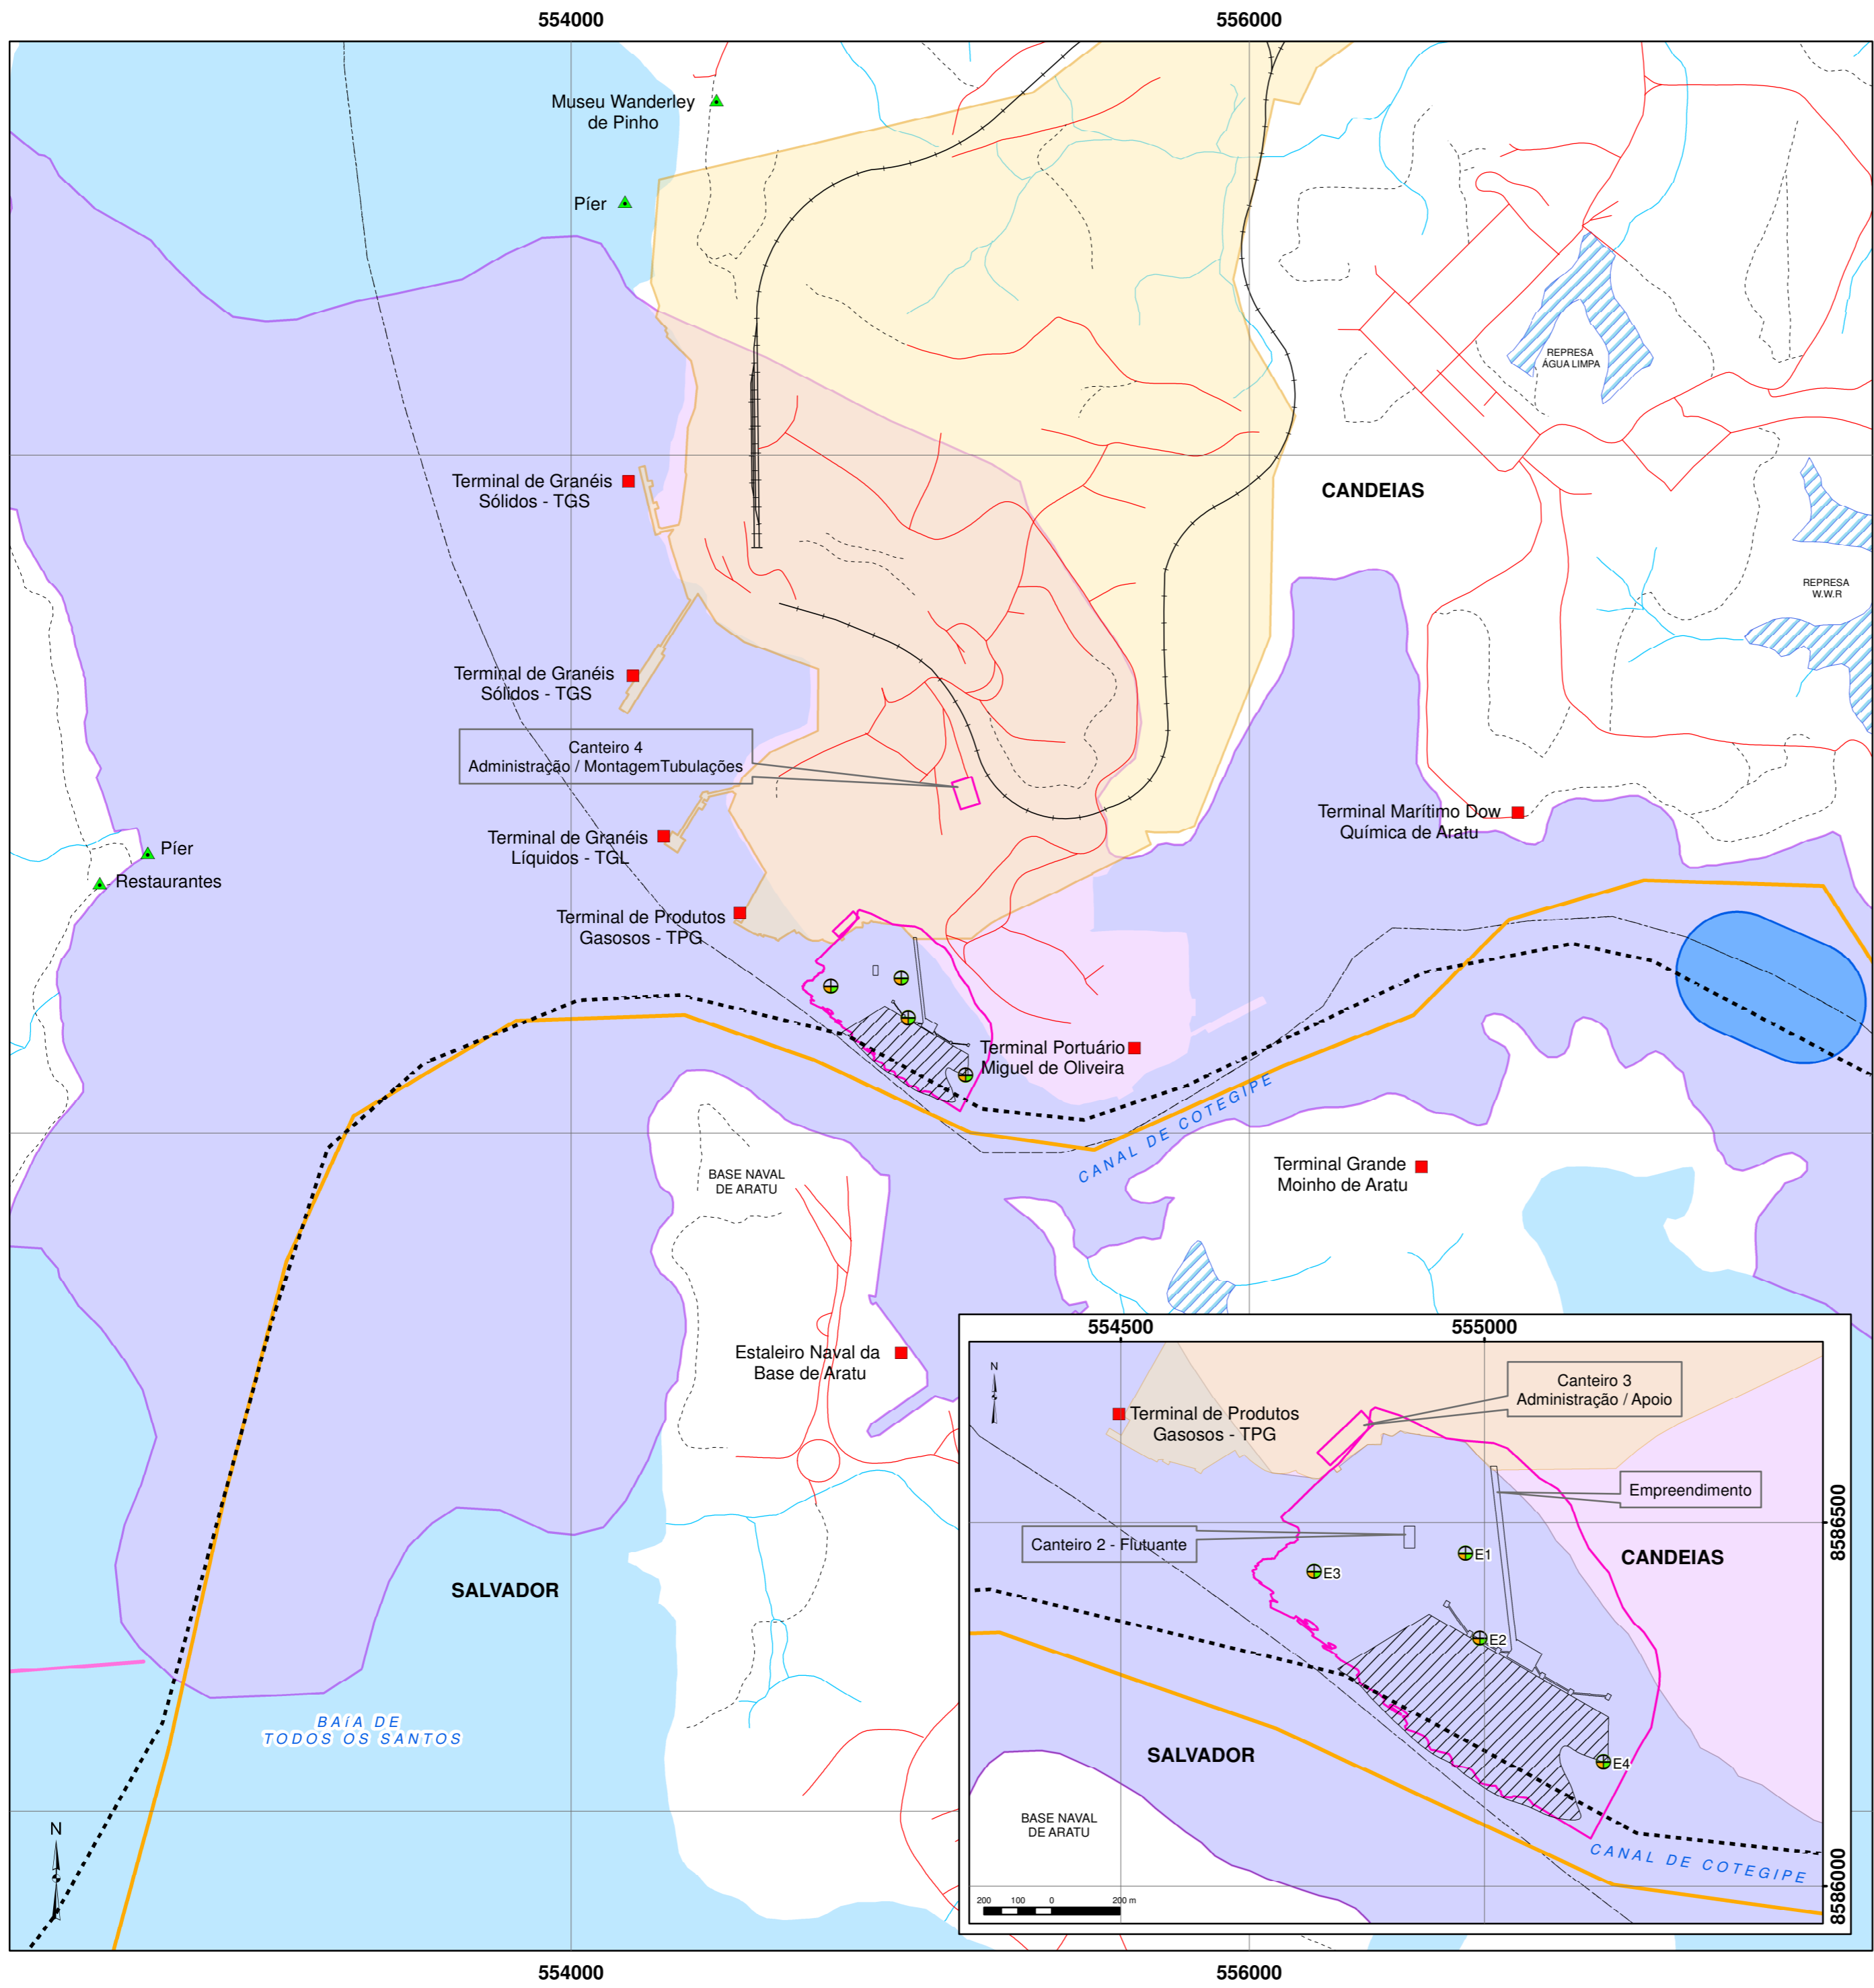 554000
556000
Museu Wanderley
de Pinho
Píer
REPRESA
ÁGUA LIMPA
Terminal de Granéis
Sólidos - TGS
CANDEIAS
REPRESA
W.W.R
Terminal de Granéis
Sólidos - TGS
Canteiro 4
Administração / MontagemTubulações
Terminal Marítimo Dow
Química de Aratu
Terminal de Granéis
Líquidos - TGL
Píer
Restaurantes
Terminal de Produtos
Gasosos - TPG
Terminal Portuário
Miguel de Oliveira
CANAL DE COTEGIPE
BASE NAVAL
DE ARATU
Terminal Grande
Moinho de Aratu
Estaleiro Naval da
Base de Aratu
SALVADOR
BAíA DE
TODOS OS SANTOS
N
554500
555000
N
Canteiro 3
Administração / Apoio
Terminal de Produtos
Gasosos - TPG
Empreendimento
8586500
Canteiro 2 - Flutuante
E1
CANDEIAS
E3
E2
SALVADOR
E4
BASE NAVAL
DE ARATU
CANAL DE COTEGIPE
200 100 0 200 m
8586000
554000
556000